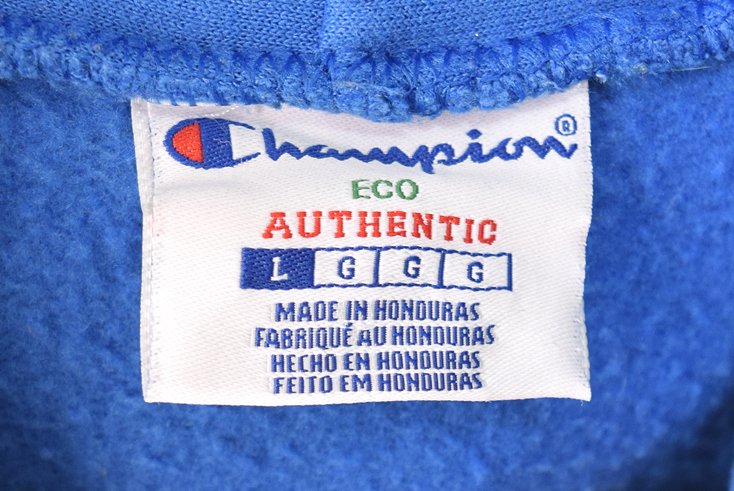 Champion®
ECO
AUTHENTIC
L G G G
MADE IN HONDURAS
FABRIQUÉ AU HONDURAS
HECHO EN HONDURAS
FEITO EM HONDURAS